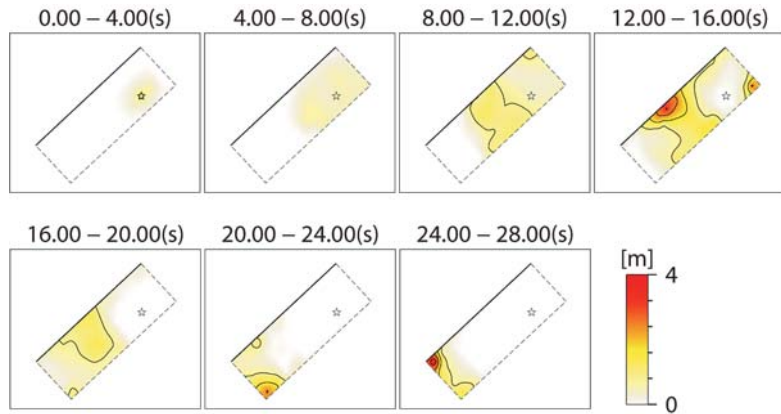 0.00 – 4.00(s)
4.00 – 8.00(s)
8.00 – 12.00(s)
12.00 – 16.00(s)
16.00 – 20.00(s)
20.00 – 24.00(s)
24.00 – 28.00(s)
[m]
4
0